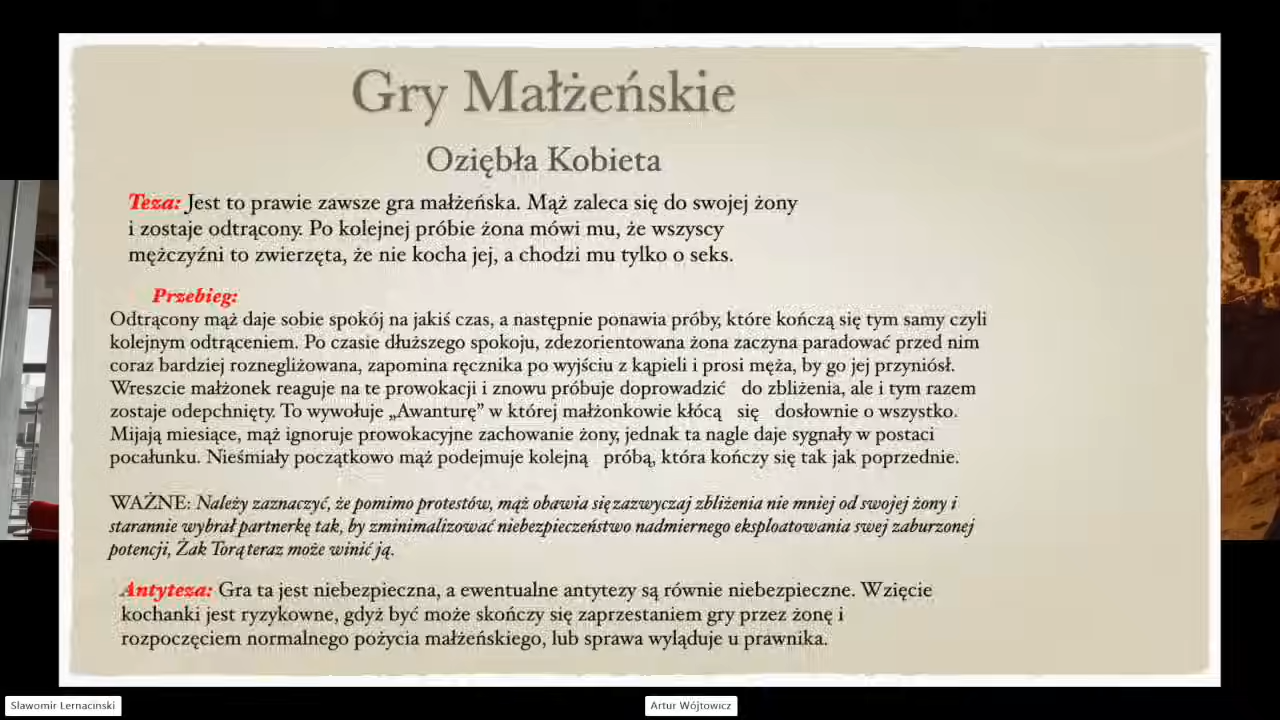 Gry Małżeńskie
Oziębła Kobieta
Teza: Jest to prawie zawsze gra małżeńska. Mąż zaleca się do swojej żony
i zostaje odtrącony. Po kolejnej próbie żona mówi mu, że wszyscy
mężczyźni to zwierzęta, że nie kocha jej, a chodzi mu tylko o seks.
Przebieg:
Odtrącony mąż daje sobie spokój na jakiś czas, a następnie ponawia próby, które kończą się tym samy czyli
kolejnym odtrąceniem. Po czasie dłuższego spokoju, zdezorientowana żona zaczyna paradować przed nim
coraz bardziej roznegliżowana, zapomina ręcznika po wyjściu z kąpieli i prosi męża, by go jej przyniósł.
Wreszcie małżonek reaguje na te prowokacji i znowu próbuje doprowadzić do zbliżenia, ale i tym razem
zostaje odepchnięty. To wywołuje „Awanturę” w której małżonkowie kłócą się dosłownie o wszystko.
Mijają miesiące, mąż ignoruje prowokacyjne zachowanie żony, jednak ta nagle daje sygnały w postaci
pocałunku. Nieśmiały początkowo mąż podejmuje kolejną próbą, która kończy się tak jak poprzednie.
WAŻNE: Należy zaznaczyć, że pomimo protestów, mąż obawia się zazwyczaj zbliżenia nie mniej od swojej żony i
starannie wybrał partnerkę tak, by zminimalizować niebezpieczeństwo nadmiernego eksploatowania swej zaburzonej
potencji, Żak Torą teraz może winić ją.
Antyteza: Gra ta jest niebezpieczna, a ewentualne antytezy są równie niebezpieczne. Wzięcie
kochanki jest ryzykowne, gdyż być może skończy się zaprzestaniem gry przez żonę i
rozpoczęciem normalnego pożycia małżeńskiego, lub sprawa wyląduje u prawnika.
Sławomir Lernacinski
Artur Wójtowicz